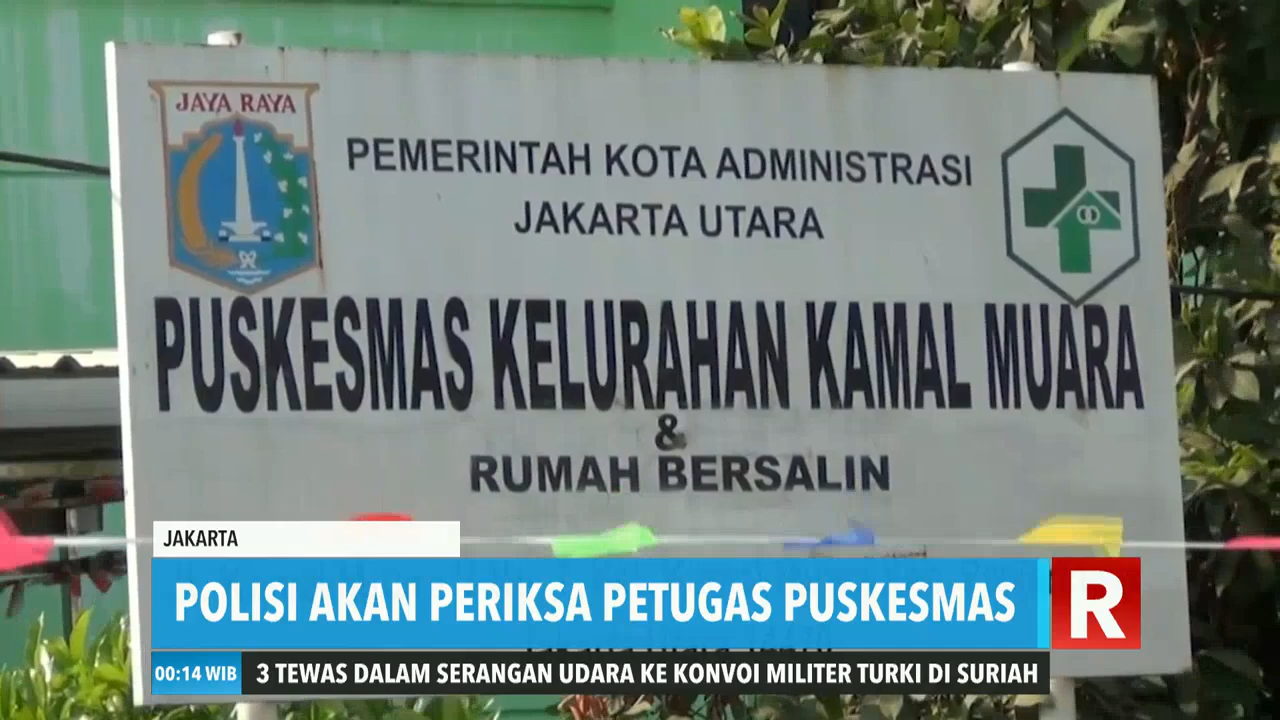 JAYA RAYA
PEMERINTAH KOTA ADMINISTRASI
JAKARTA UTARA
PUSKESMAS KELURAHAN KAMAL MUARA
&
RUMAH BERSALIN
JAKARTA
POLISI AKAN PERIKSA PETUGAS PUSKESMAS
R
00:14 WIB
3 TEWAS DALAM SERANGAN UDARA KE KONVOI MILITER TURKI DI SURIAH